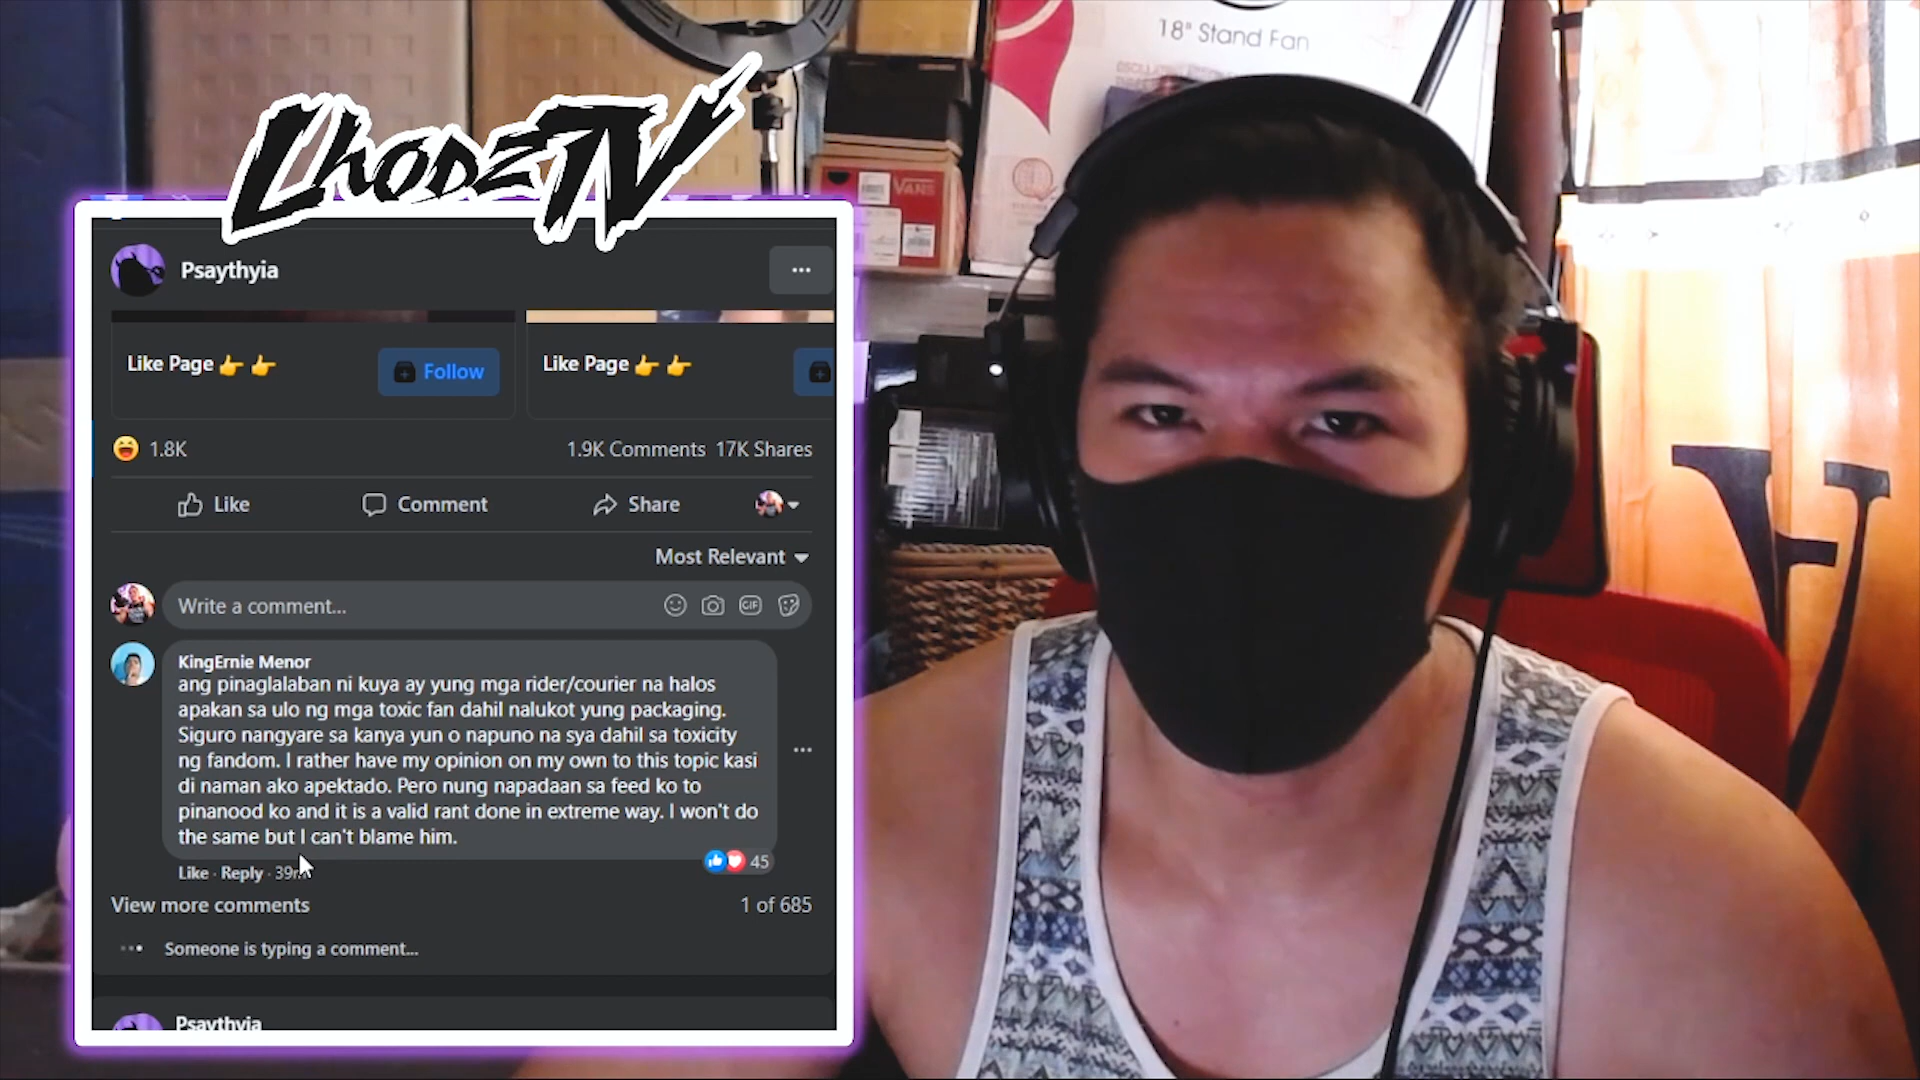 LhodzTV
18" Stand Fan
VANS
Psaythyia
Like Page 👉 👉
Follow
Like Page 👉 👉
1.8K
1.9K Comments 17K Shares
Like
Comment
Share
Most Relevant
Write a comment...
GIF
KingErnie Menor
ang pinaglalaban ni kuya ay yung mga rider/courier na halos
apakan sa ulo ng mga toxic fan dahil nalukot yung packaging.
Siguro nangyare sa kanya yun o napuno na sya dahil sa toxicity
ng fandom. I rather have my opinion on my own to this topic kasi
di naman ako apektado. Pero nung napadaan sa feed ko to
pinanood ko and it is a valid rant done in extreme way. I won't do
the same but I can't blame him.
45
Like · Reply · 39m
View more comments
1 of 685
Someone is typing a comment...
Psaythyia